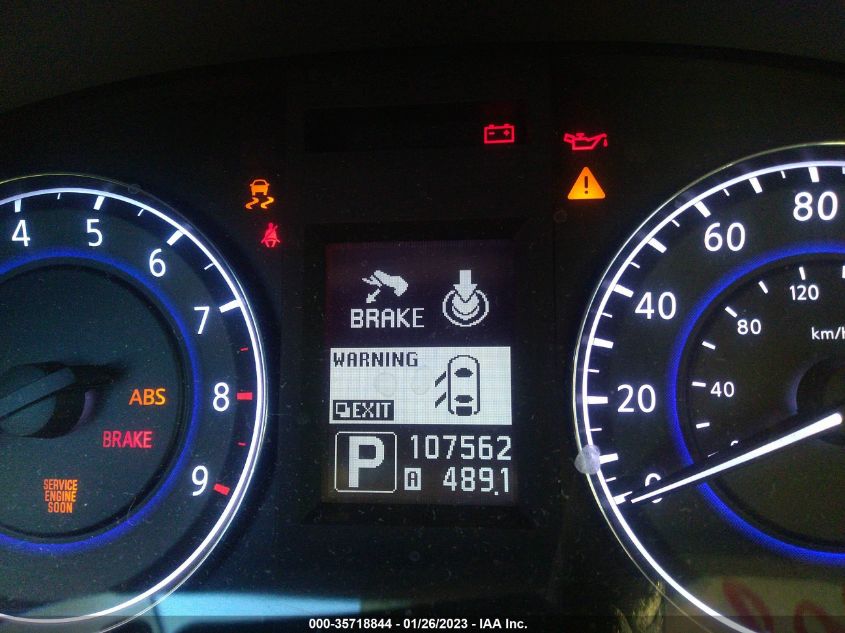 4
5
6
7
8
9
ABS
BRAKE
SERVICE
ENGINE
SOON
BRAKE
WARNING
EXIT
P
107562
A 489.1
0
20
40
60
80
40
80
120
km/h
000-35718844 - 01/26/2023 - IAA Inc.